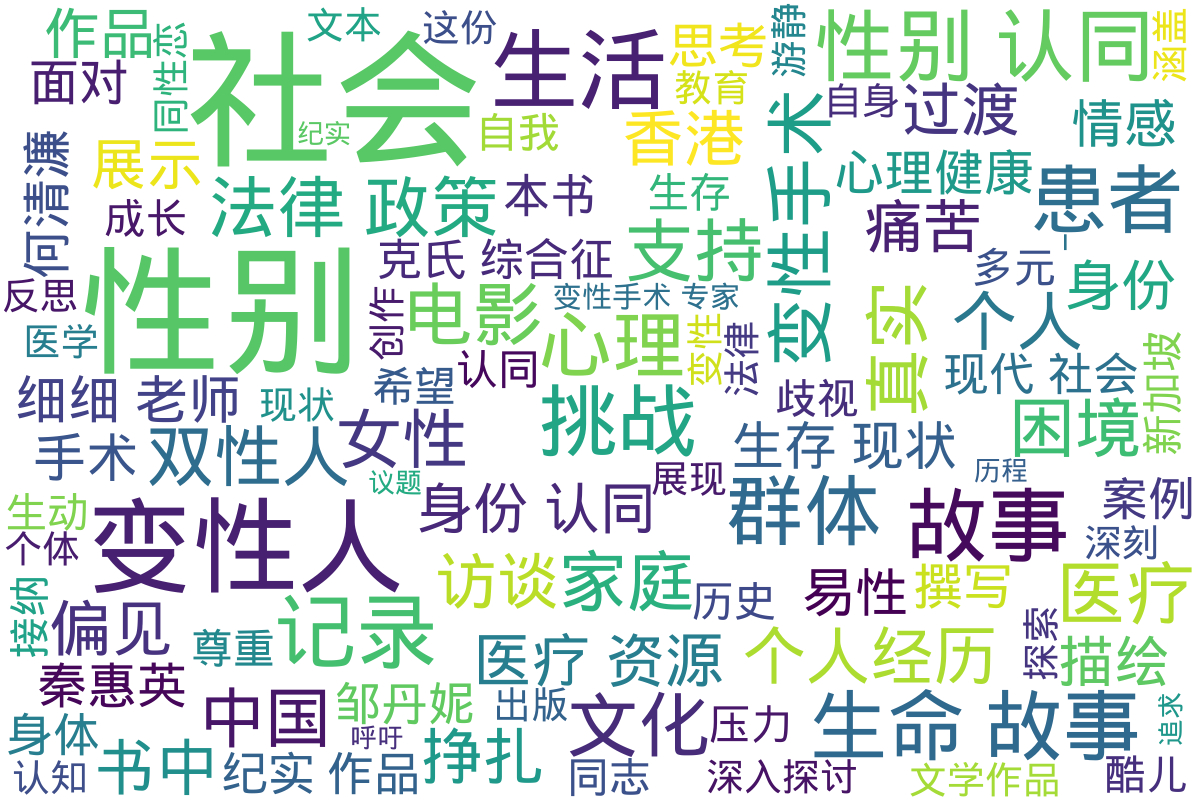 作品
同性恋
社会
文本
这份
生活
思考
游静
性别 认同
涵盖
面对
纪实
自我
教育
香港
变性手术
自身
过渡
情感
何清濂
展示
法律 政策
本书
生存
心理健康
患者
成长
克氏 综合征
支持
痛苦
多元
身份
反思
性别
创作
电影
变性手术 专家
个人
医学
认同
心理
变性
法律
真实
现代 社会
新加坡
细细 老师
现状
希望
挑战
歧视
困境
手术
双性人
女性
生存 现状
议题
展现
历程
生动
变性人
身份 认同
群体
故事
案例
个体
深刻
接纳
访谈
家庭
历史
易性
撰写
医疗
偏见
尊重
记录
医疗 资源
个人经历
探索
描绘
秦惠英
中国
邹丹妮
出版
文化
压力
生命 故事
追求
身体
书中
呼吁
挣扎
认知
纪实 作品
同志
深入探讨
文学作品
酷儿